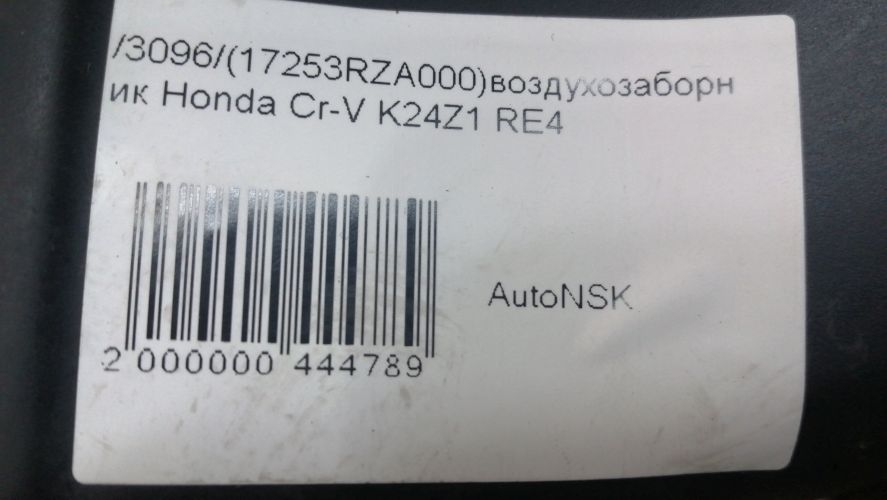 /3096/(17253RZA000)воздухозаборн
ик Honda Cr-V K24Z1 RE4
AutoNSK
2 000000 444789